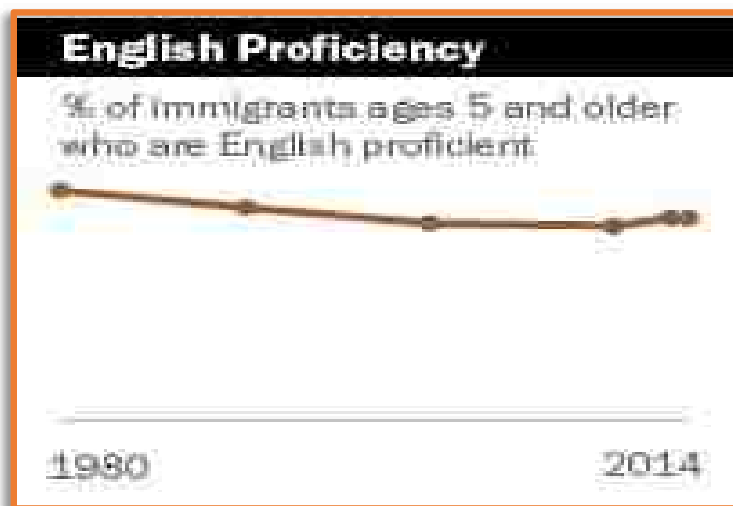 English Proficiency
% of immigrants ages 5 and older
who are English proficient
1980
2014